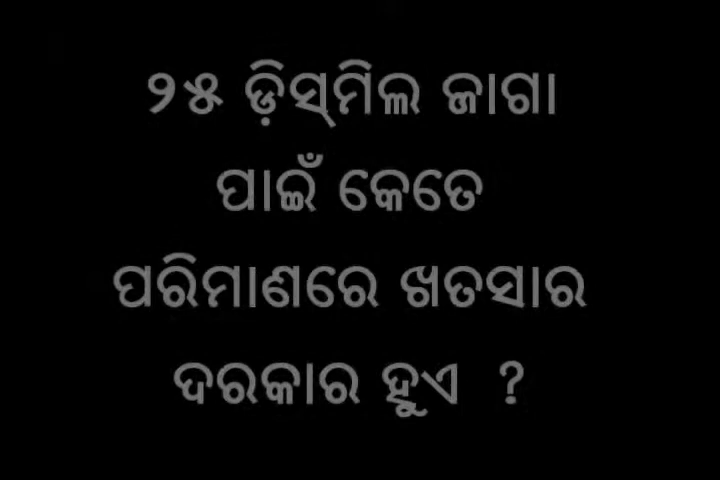 ୨୫ ଡ଼ିସ୍‌ମିଲ ଜାଗା
ପାଇଁ କେତେ
ପରିମାଣରେ ଖତସାର
ଦରକାର ହୁଏ  ?